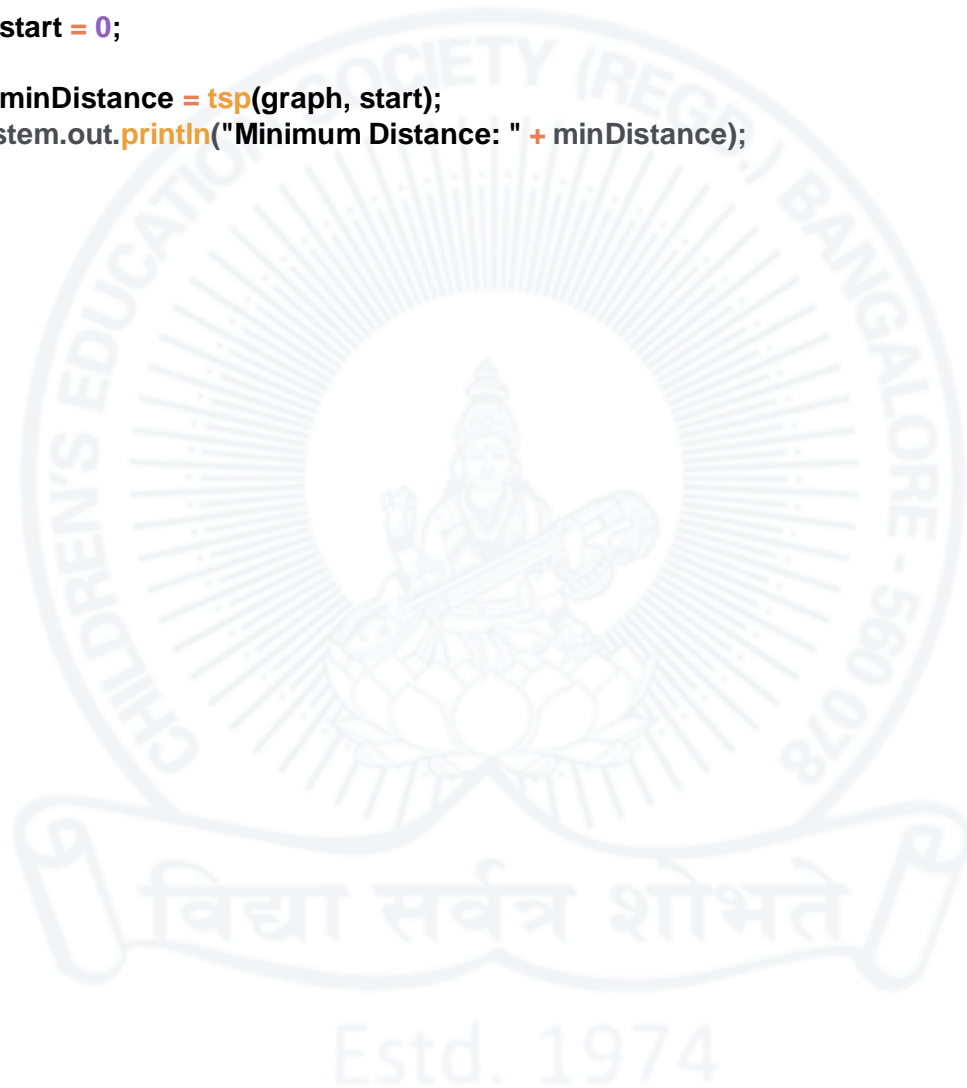 start = 0;
minDistance = tsp(graph, start);
stem.out.println("Minimum Distance: " + minDistance);
CHILDREN'S EDUCATION SOCIETY (REGD.) BANGALORE - 560 078
विद्या सर्वत्र शोभते
Estd. 1974